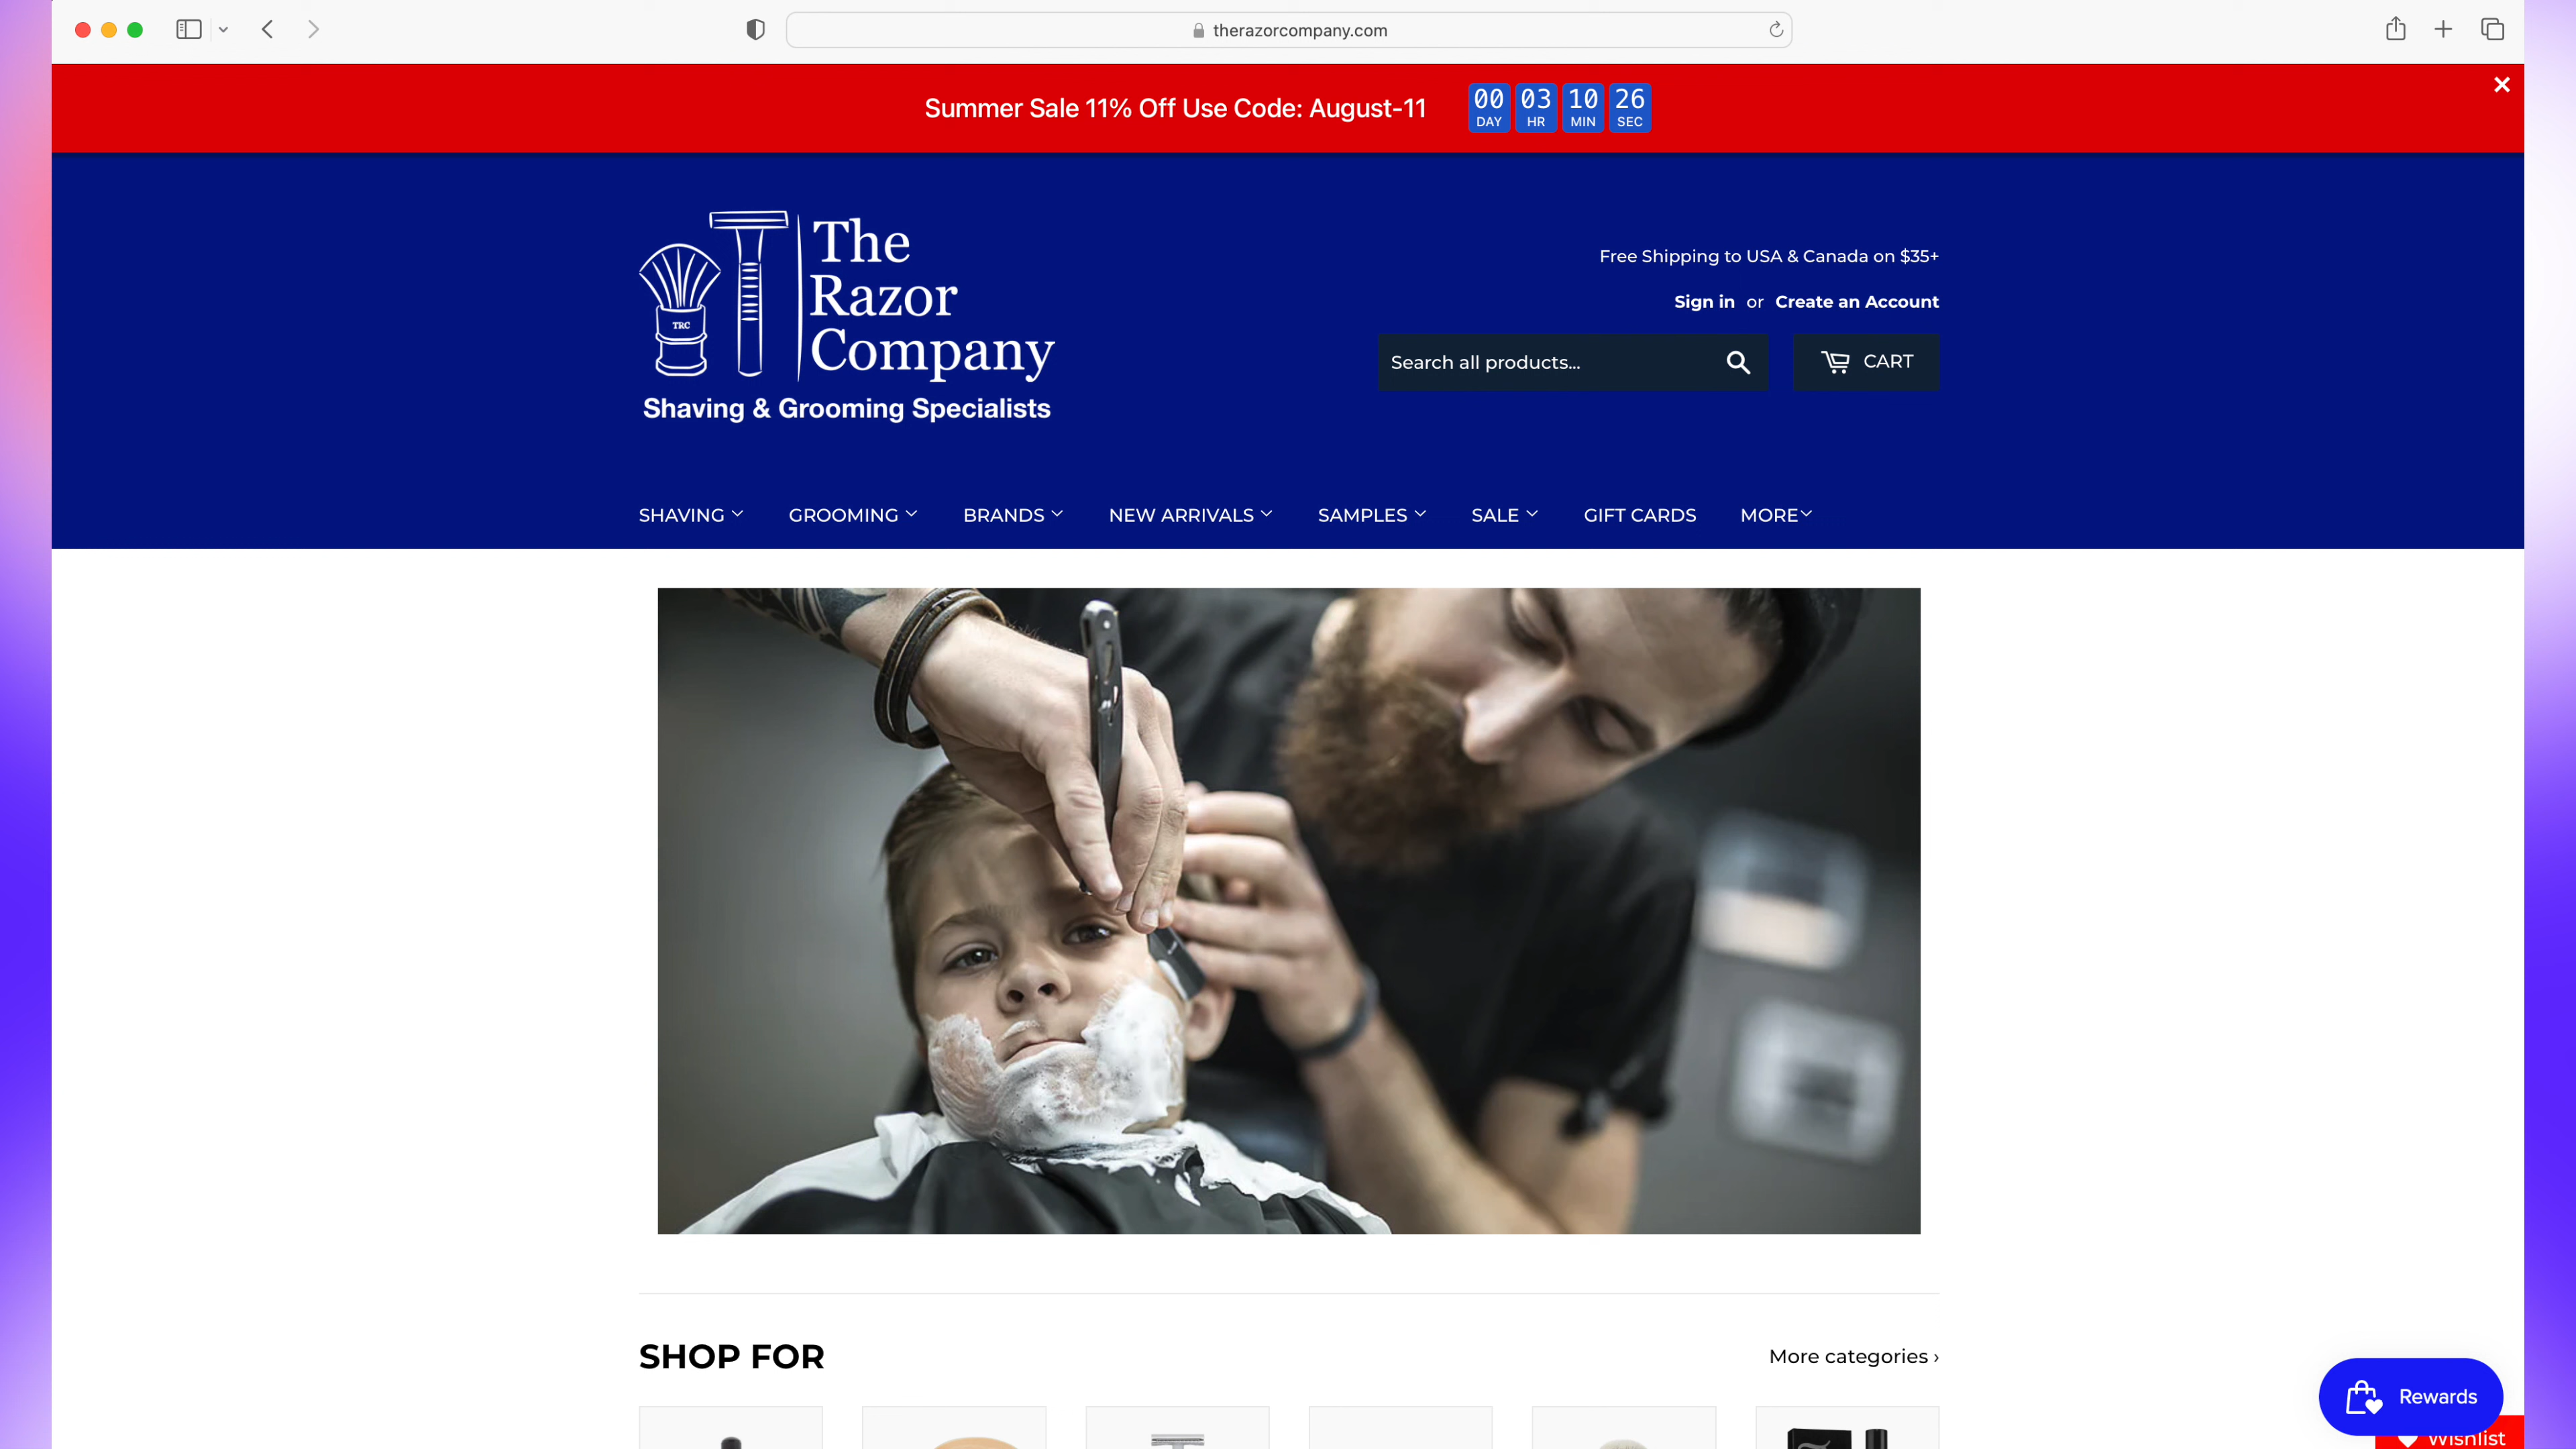 therazorcompany.com
Summer Sale 11% Off Use Code: August-11
00 03 10 26
DAY HR MIN SEC
TRC
The
Razor
Company
Shaving & Grooming Specialists
Free Shipping to USA & Canada on $35+
Sign in or Create an Account
Search all products...
CART
SHAVING GROOMING BRANDS NEW ARRIVALS SAMPLES SALE GIFT CARDS MORE
SHOP FOR
More categories ›
Rewards
Wishlist